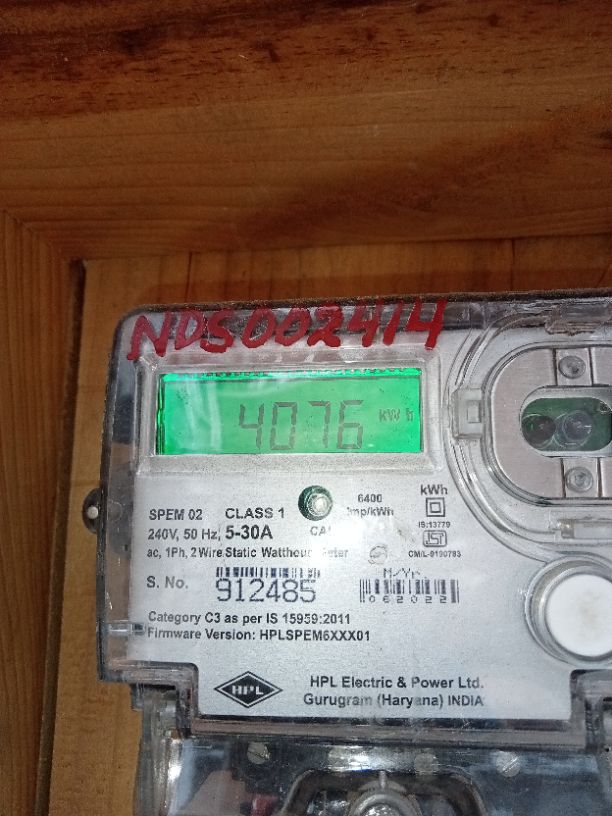 NDS002414
4076 kWh
SPEM 02 CLASS 1 6400 kWh
240V, 50 Hz, 5-30A imp/kWh
IS:13779
ac, 1Ph, 2 Wire Static Watthour Meter CM/L-9190783
M/Yr.
S. No. 912485 062022
Category C3 as per IS 15959:2011
Firmware Version: HPLSPEM6XXX01
HPL HPL Electric & Power Ltd.
Gurugram (Haryana) INDIA